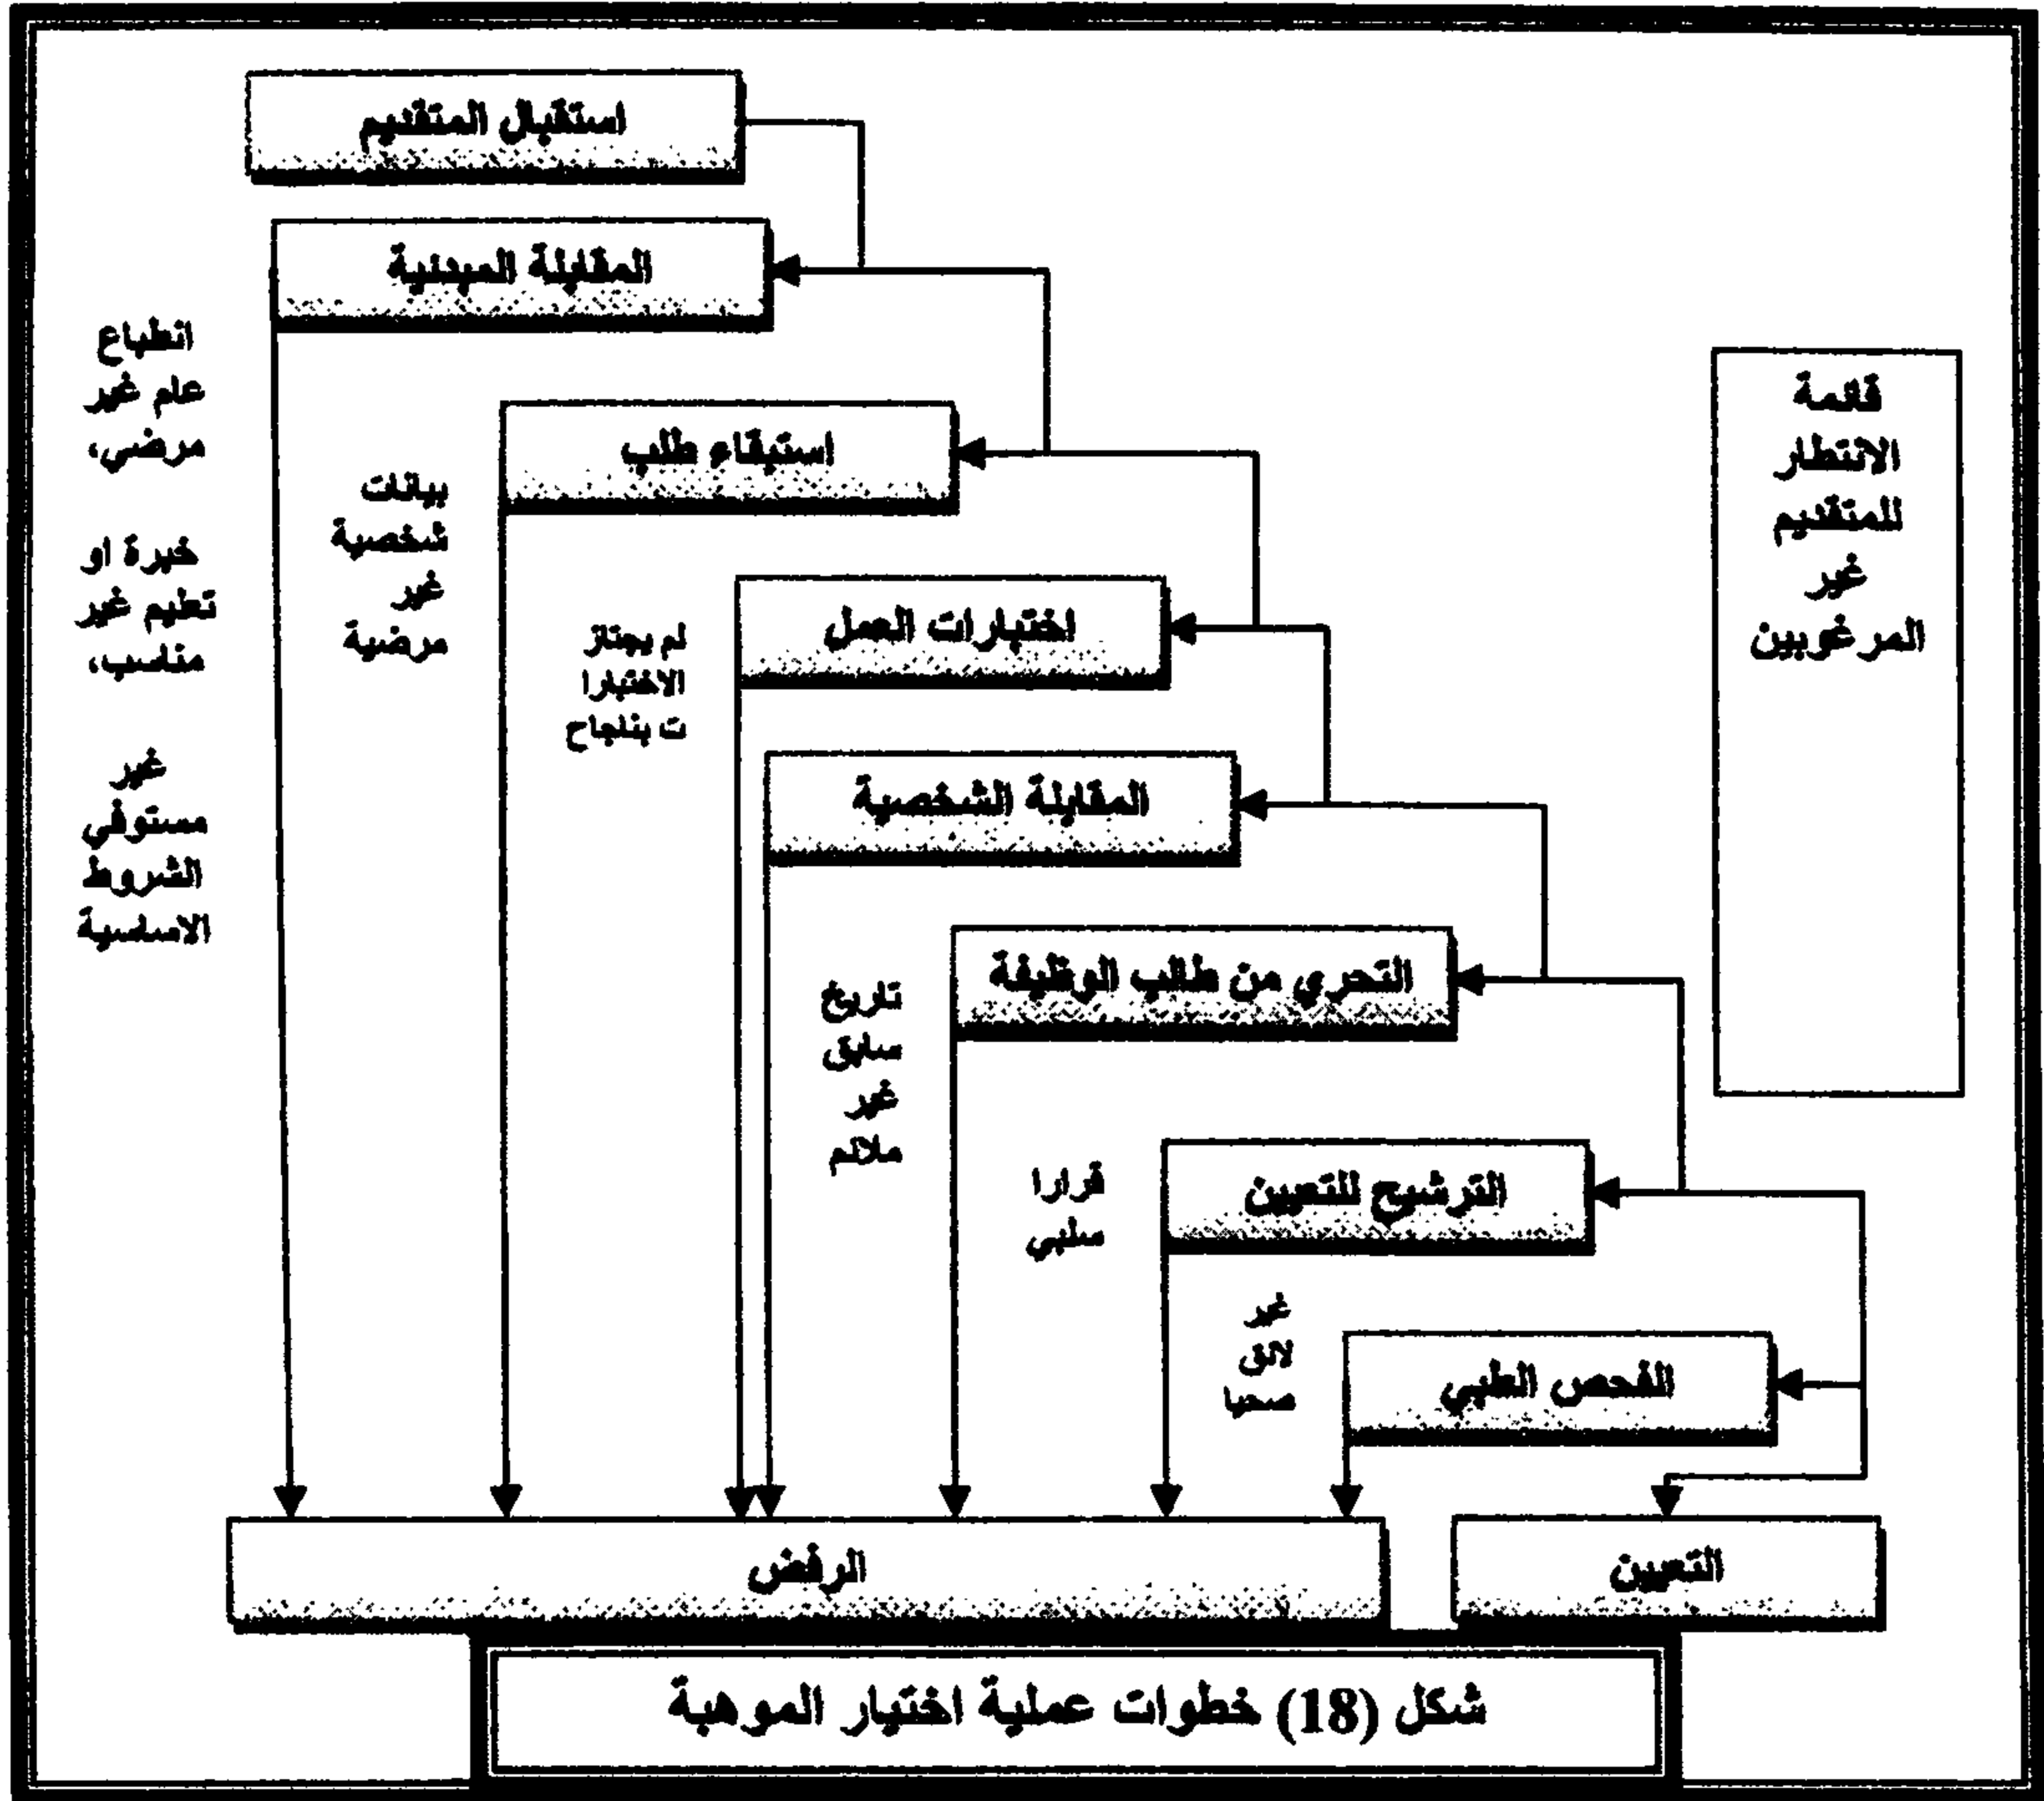 استقبال المتقديم
المقابلة المبدئية
استيفاء طلب
اختبارات العمل
المقابلة الشخصية
التحري من طالب الوظيفة
الترشيح للتعيين
الفحص الطبي
التعيين
الرفض
قائمة
الانتظار
للمتقديم
غير
المرغوبين
انطباع
عام غير
مرضي،
خبرة او
تعليم غير
مناسب،
غير
مستوفي
الشروط
الاساسية
بيانات
شخصية
غير
مرضية
لم يجتاز
الاختبارا
ت بنجاح
تاريخ
سابق
غير
ملائم
قرارا
سلبي
غير
لائق
صحيا
شكل (18) خطوات عملية اختيار الموهبة